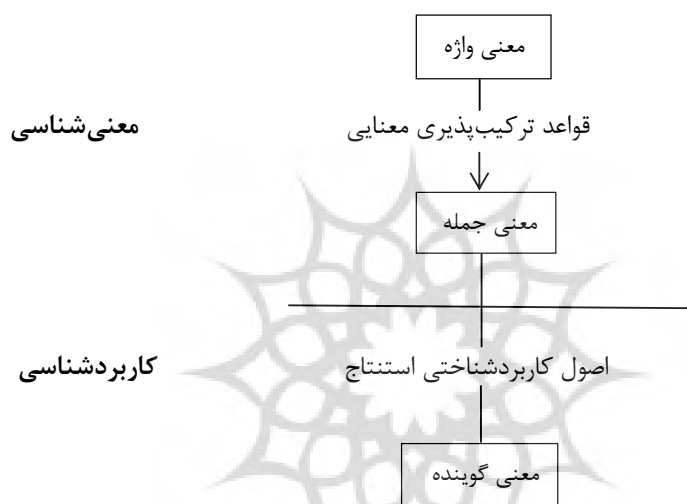 معنی واژه
معنی‌شناسی
قواعد ترکیب‌پذیری معنایی
معنی جمله
کاربردشناسی
اصول کاربردشناختی استنتاج
معنی گوینده